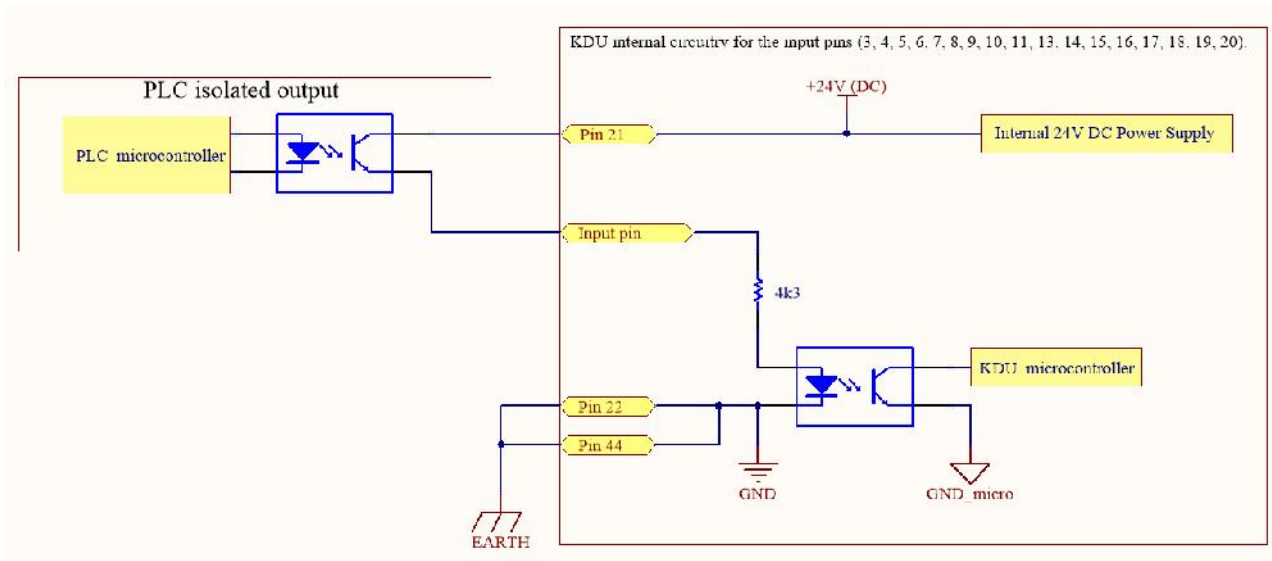 KDU internal circuitry for the input pins (3, 4, 5, 6, 7, 8, 9, 10, 11, 13, 14, 15, 16, 17, 18, 19, 20).
PLC isolated output
+24V (DC)
PLC microcontroller
Pin 21
Internal 24V DC Power Supply
Input pin
4k3
KDU microcontroller
Pin 22
Pin 44
GND
GND_micro
EARTH